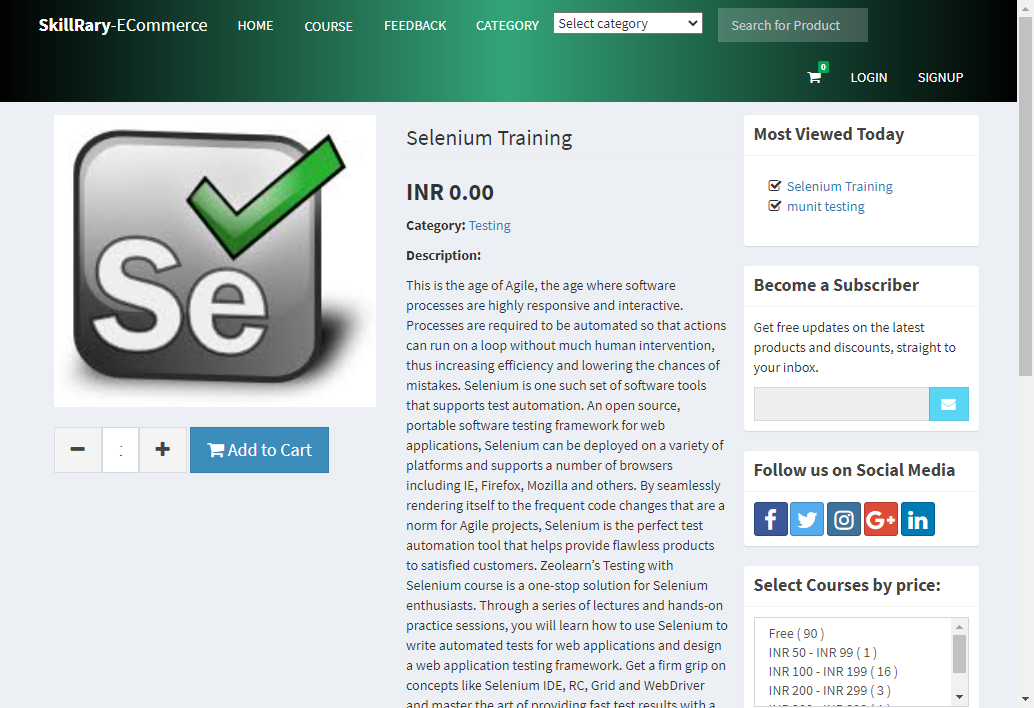 SkillRary-ECommerce
HOME
COURSE
FEEDBACK
CATEGORY
Select category
Search for Product
0
LOGIN
SIGNUP
Se
Add to Cart
Selenium Training
INR 0.00
Category: Testing
Description:
This is the age of Agile, the age where software
processes are highly responsive and interactive.
Processes are required to be automated so that actions
can run on a loop without much human intervention,
thus increasing efficiency and lowering the chances of
mistakes. Selenium is one such set of software tools
that supports test automation. An open source,
portable software testing framework for web
applications, Selenium can be deployed on a variety of
platforms and supports a number of browsers
including IE, Firefox, Mozilla and others. By seamlessly
rendering itself to the frequent code changes that are a
norm for Agile projects, Selenium is the perfect test
automation tool that helps provide flawless products
to satisfied customers. Zeolearn’s Testing with
Selenium course is a one-stop solution for Selenium
enthusiasts. Through a series of lectures and hands-on
practice sessions, you will learn how to use Selenium to
write automated tests for web applications and design
a web application testing framework. Get a firm grip on
concepts like Selenium IDE, RC, Grid and WebDriver
and master the art of providing fast test results with a
Most Viewed Today
Selenium Training
munit testing
Become a Subscriber
Get free updates on the latest
products and discounts, straight to
your inbox.
Follow us on Social Media
f
G+
in
Select Courses by price:
Free ( 90 )
INR 50 - INR 99 ( 1 )
INR 100 - INR 199 ( 16 )
INR 200 - INR 299 ( 3 )